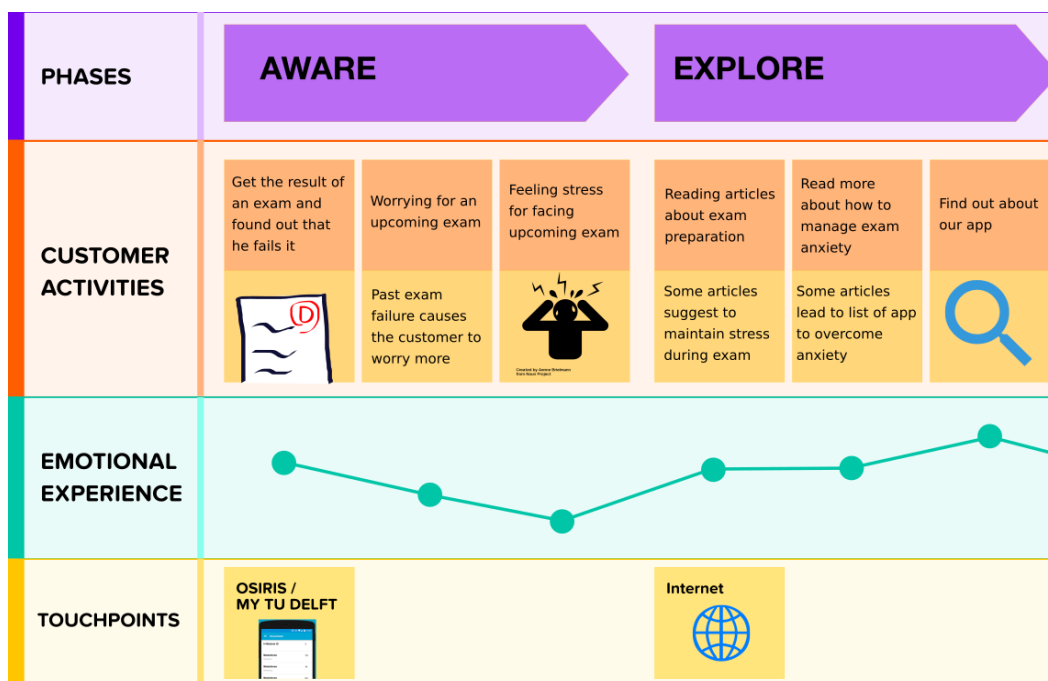 PHASES
AWARE
EXPLORE
CUSTOMER
ACTIVITIES
Get the result of
an exam and
found out that
he fails it
Worrying for an
upcoming exam
Feeling stress
for facing
upcoming exam
Reading articles
about exam
preparation
Read more
about how to
manage exam
anxiety
Find out about
our app
D
Past exam
failure causes
the customer to
worry more
Some articles
suggest to
maintain stress
during exam
Some articles
lead to list of app
to overcome
anxiety
from Noun Project
EMOTIONAL
EXPERIENCE
TOUCHPOINTS
OSIRIS /
MY TU DELFT
Internet